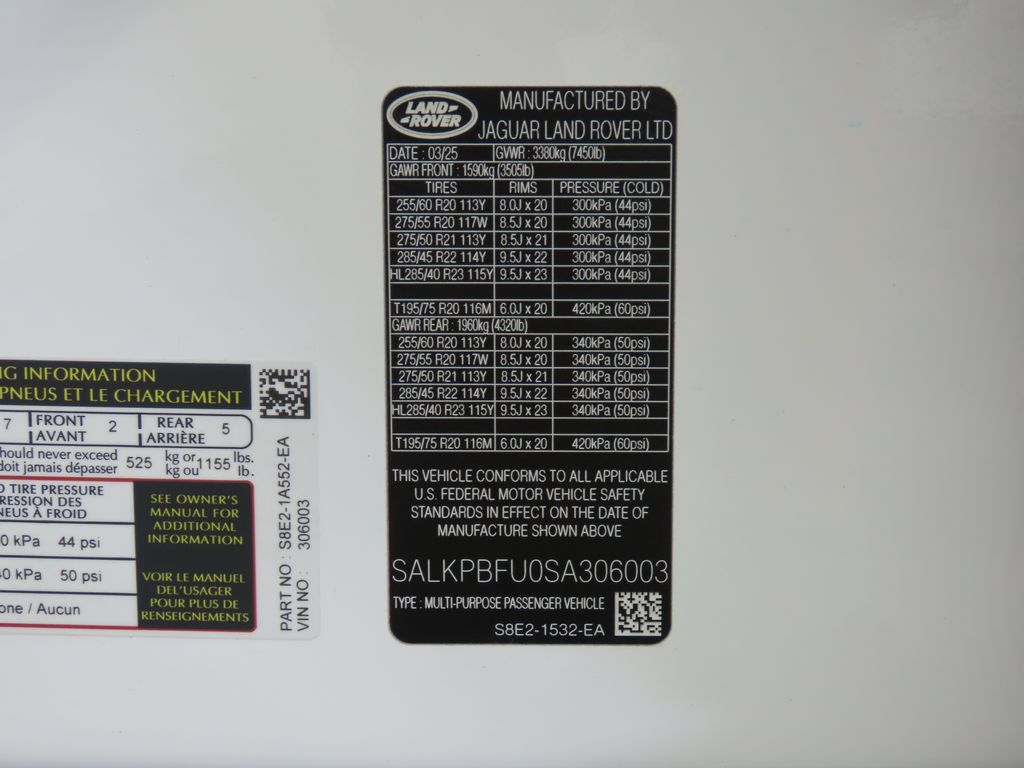 LAND-
-ROVER
MANUFACTURED BY
JAGUAR LAND ROVER LTD
DATE : 03/25 GVWR : 3380kg (7450lb)
GAWR FRONT : 1590kg (3505lb)
TIRES RIMS PRESSURE (COLD)
255/60 R20 113Y 8.0J x 20 300kPa (44psi)
275/55 R20 117W 8.5J x 20 300kPa (44psi)
275/50 R21 113Y 8.5J x 21 300kPa (44psi)
285/45 R22 114Y 9.5J x 22 300kPa (44psi)
HL285/40 R23 115Y 9.5J x 23 300kPa (44psi)
T195/75 R20 116M 6.0J x 20 420kPa (60psi)
GAWR REAR : 1960kg (4320lb)
255/60 R20 113Y 8.0J x 20 340kPa (50psi)
275/55 R20 117W 8.5J x 20 340kPa (50psi)
275/50 R21 113Y 8.5J x 21 340kPa (50psi)
285/45 R22 114Y 9.5J x 22 340kPa (50psi)
HL285/40 R23 115Y 9.5J x 23 340kPa (50psi)
T195/75 R20 116M 6.0J x 20 420kPa (60psi)
THIS VEHICLE CONFORMS TO ALL APPLICABLE
U.S. FEDERAL MOTOR VEHICLE SAFETY
STANDARDS IN EFFECT ON THE DATE OF
MANUFACTURE SHOWN ABOVE
SALKPBFU0SA306003
TYPE : MULTI-PURPOSE PASSENGER VEHICLE
S8E2-1532-EA
NG INFORMATION
PNEUS ET LE CHARGEMENT
7 FRONT 2 REAR 5
AVANT ARRIÈRE
hould never exceed 525 kg or 1155 lbs.
doit jamais dépasser kg ou lb.
D TIRE PRESSURE
RESSION DES
NEUS À FROID
0 kPa 44 psi
40 kPa 50 psi
one / Aucun
SEE OWNER'S
MANUAL FOR
ADDITIONAL
INFORMATION
VOIR LE MANUEL
DEL'USAGER
POUR PLUS DE
RENSEIGNEMENTS
PART NO : S8E2-1A552-EA
VIN NO : 306003